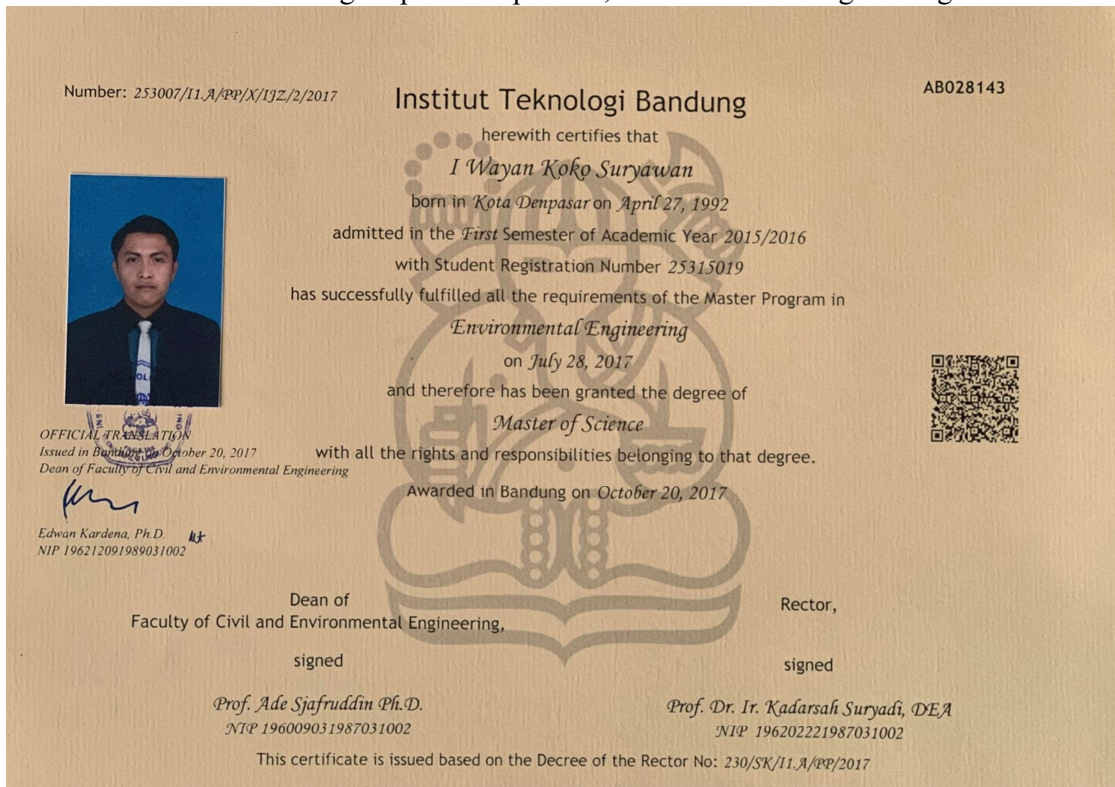 Number: 253007/I1.A/PP/X/IJZ/2/2017
AB028143
Institut Teknologi Bandung
herewith certifies that
I Wayan Koko Suryawan
born in Kota Denpasar on April 27, 1992
admitted in the First Semester of Academic Year 2015/2016
with Student Registration Number 25315019
has successfully fulfilled all the requirements of the Master Program in
Environmental Engineering
on July 28, 2017
and therefore has been granted the degree of
Master of Science
with all the rights and responsibilities belonging to that degree.
Awarded in Bandung on October 20, 2017
OFFICIAL TRANSLATION
Issued in Bandung on October 20, 2017
Dean of Faculty of Civil and Environmental Engineering
Edwan Kardena, Ph.D.
NIP 196212091989031002
Dean of
Faculty of Civil and Environmental Engineering,
signed
Prof. Ade Sjafruddin Ph.D.
NIP 196009031987031002
Rector,
signed
Prof. Dr. Ir. Kadarsah Suryadi, DEA
NIP 196202221987031002
This certificate is issued based on the Decree of the Rector No: 230/SK/I1.A/PP/2017